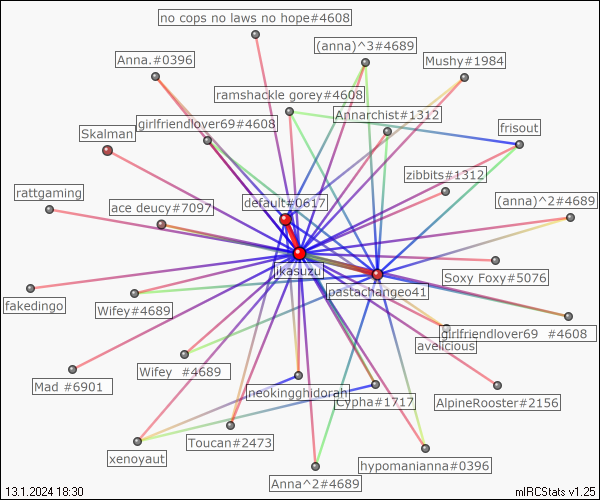 no cops no laws no hope#4608
(anna)^3#4689
Anna.#0396
Mushy#1984
ramshackle gorey#4608
Annarchist#1312
girlfriendlover69#4608
frisout
Skalman
zibbits#1312
rattgaming
ace deucy#7097
default#0617
(anna)^2#4689
jikasuzu
Soxy Foxy#5076
pastachangeo41
fakedingo
Wifey#4689
girlfriendlover69 #4608
avelicious
Wifey #4689
Mad #6901
neokingghidorah
Cypha#1717
AlpineRooster#2156
Toucan#2473
xenoyaut
hypomanianna#0396
Anna^2#4689
13.1.2024 18:30
mIRCStats v1.25